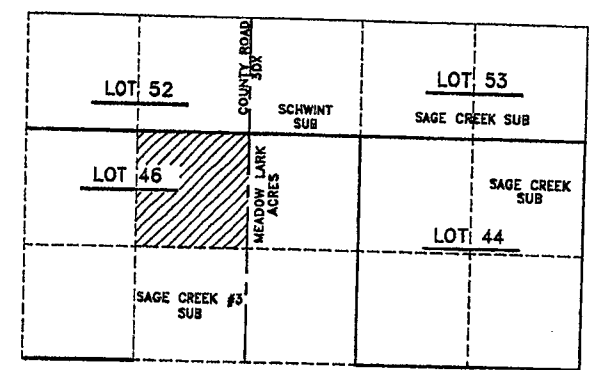 COUNTY ROAD
3DX
LOT 52
LOT 53
SCHWINT
SUB
SAGE CREEK SUB
LOT 46
MEADOW LARK
ACRES
SAGE CREEK
SUB
LOT 44
SAGE CREEK #3
SUB